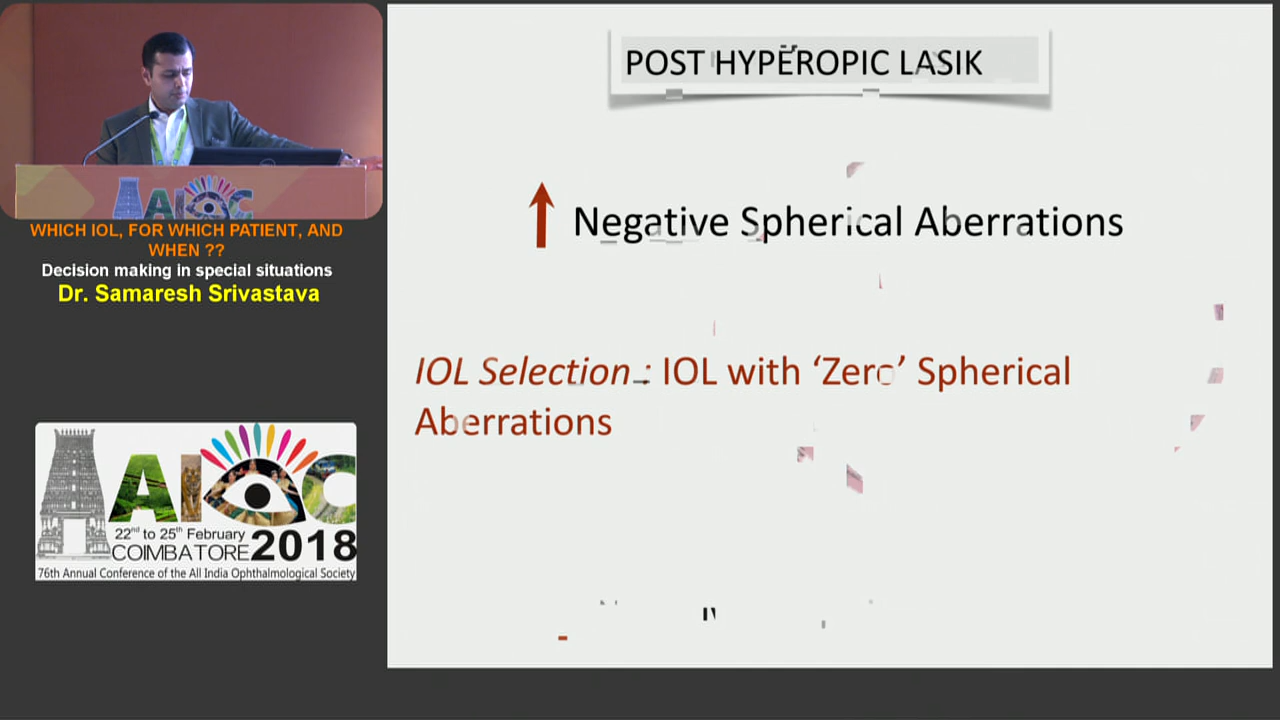 POST HYPEROPIC LASIK
Negative Spherical Aberrations
IOL Selection : IOL with ‘Zero’ Spherical
Aberrations
AIOC
WHICH IOL, FOR WHICH PATIENT, AND
WHEN ??
Decision making in special situations
Dr. Samaresh Srivastava
AIOC
22nd to 25th February
COIMBATORE 2018
76th Annual Conference of the All India Ophthalmological Society